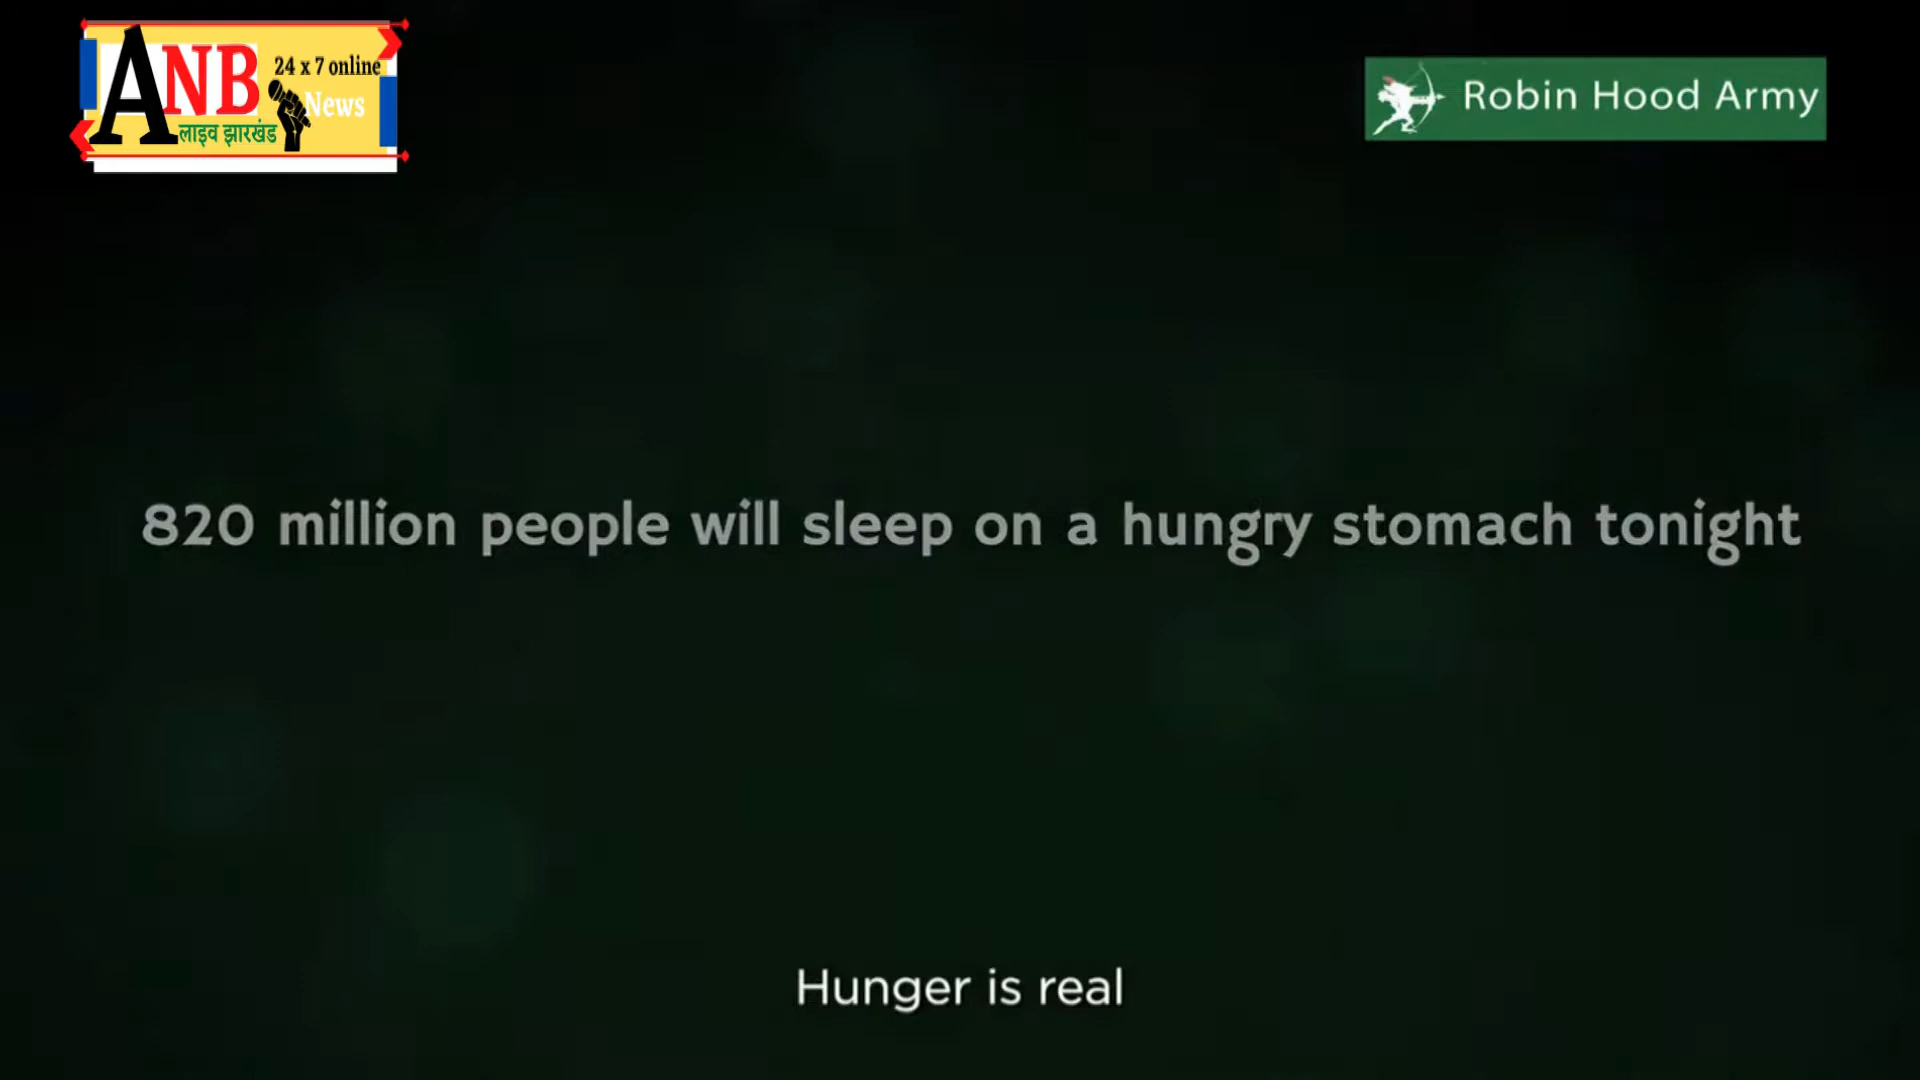 ANB
24 x 7 online
News
लाइव झारखंड
Robin Hood Army
820 million people will sleep on a hungry stomach tonight
Hunger is real